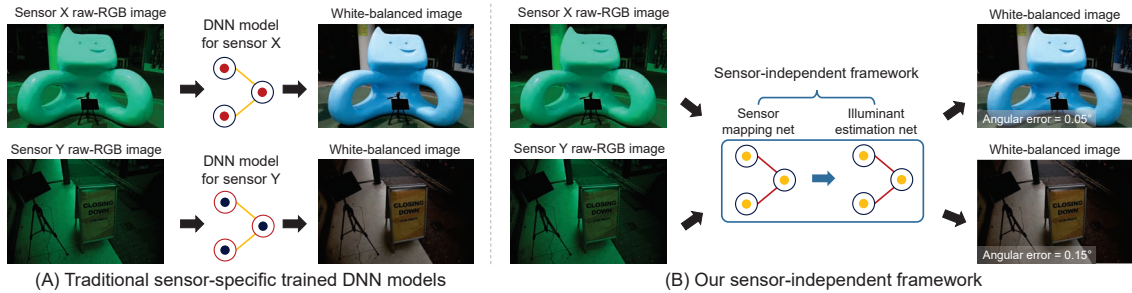 Sensor X raw-RGB image
DNN model
for sensor X
White-balanced image
Sensor Y raw-RGB image
DNN model
for sensor Y
White-balanced image
CLOSING
DOWN
(A) Traditional sensor-specific trained DNN models
Sensor X raw-RGB image
Sensor Y raw-RGB image
CLOSING
DOWN
Sensor-independent framework
Sensor
mapping net
Illuminant
estimation net
White-balanced image
Angular error = 0.05°
White-balanced image
CLOSING
DOWN
Angular error = 0.15°
(B) Our sensor-independent framework